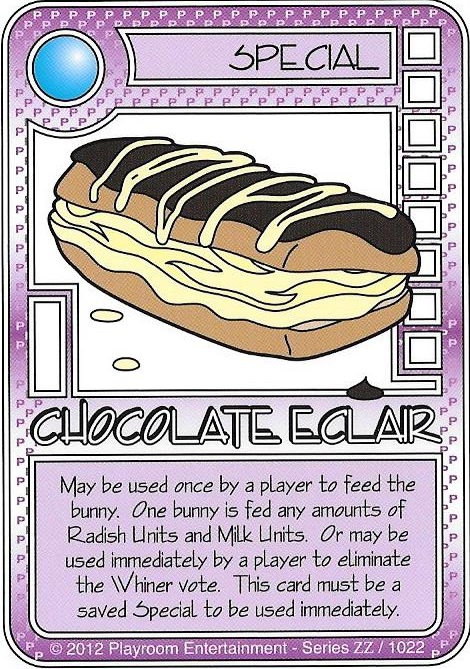 SPECIAL
CHOCOLATE ECLAIR
May be used once by a player to feed the
bunny. One bunny is fed any amounts of
Radish Units and Milk Units. Or may be
used immediately by a player to eliminate
the Whiner vote. This card must be a
saved Special to be used immediately.
© 2012 Playroom Entertainment - Series ZZ / 1022